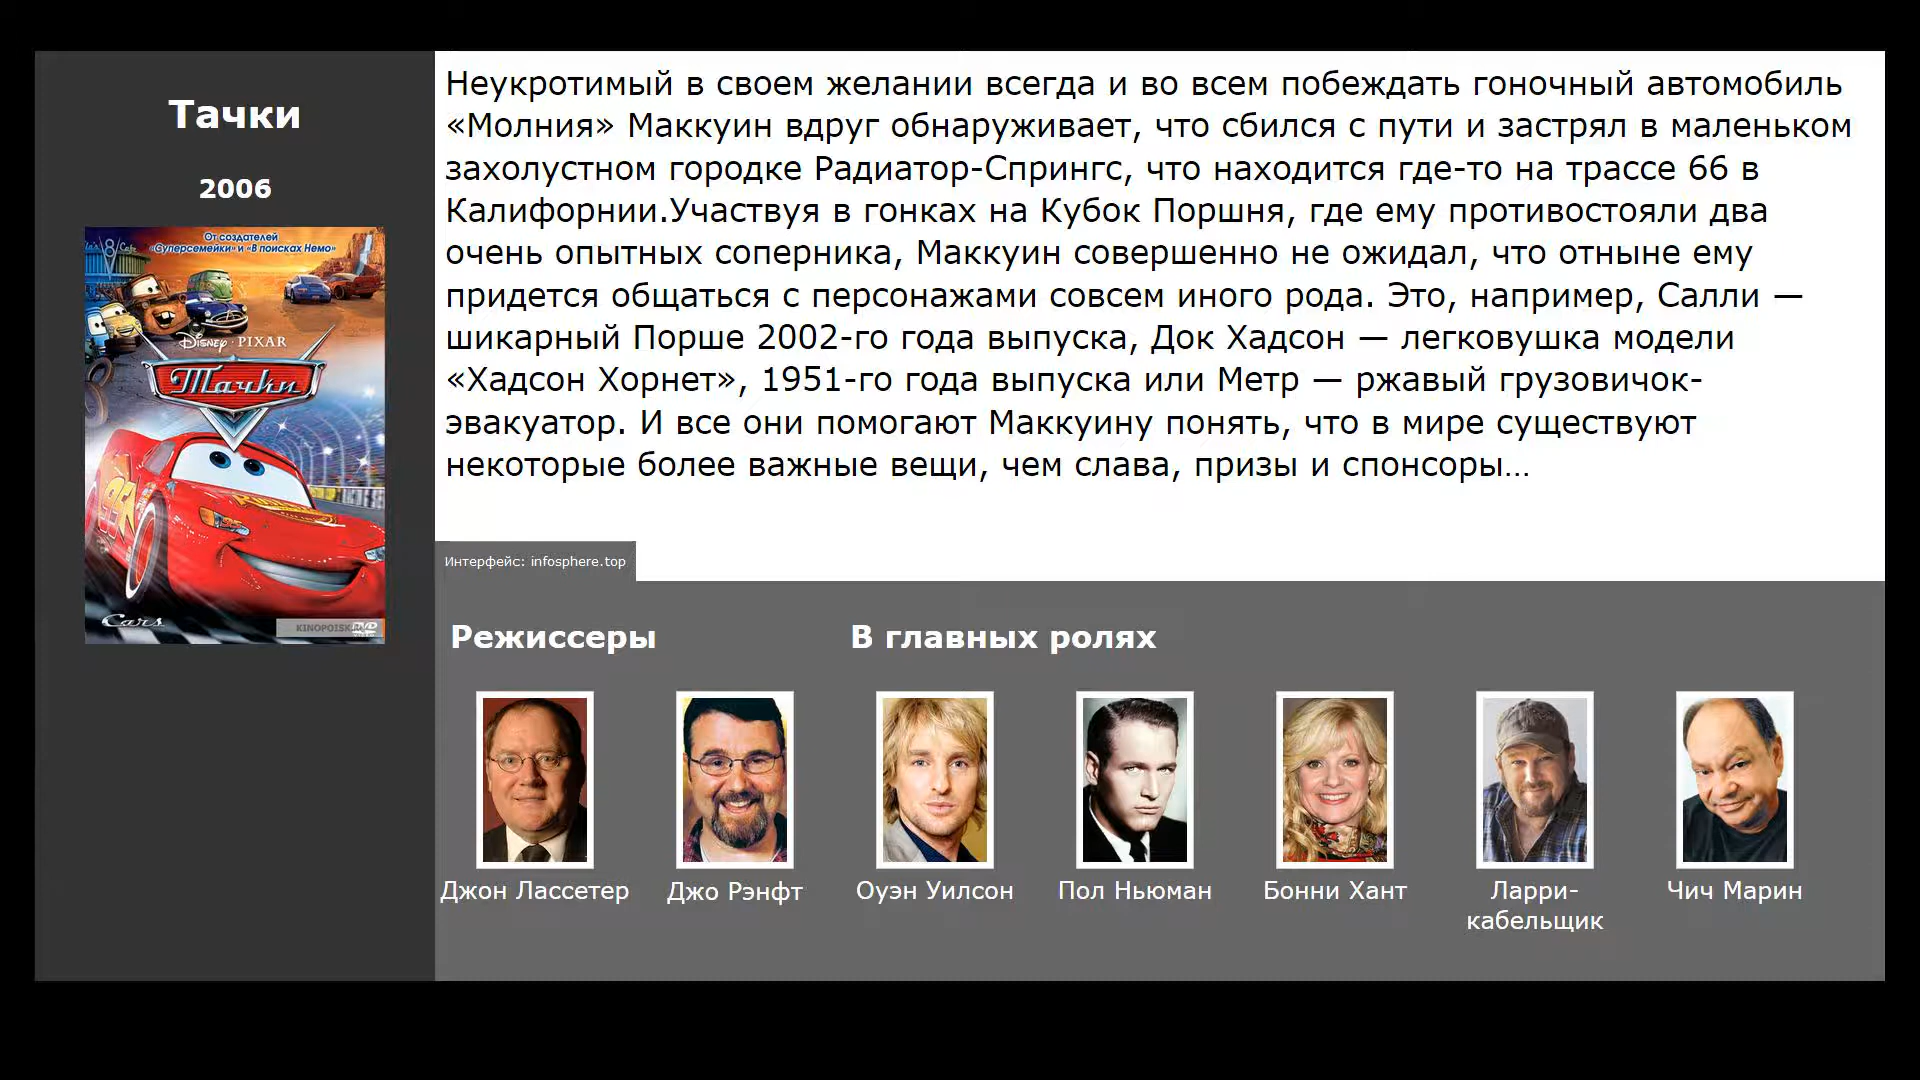 Тачки
2006
От создателей
«Суперсемейки» и «В поисках Немо»
DISNEY · PIXAR
Тачки
95
Cars
KINOPOISK
DVD
Неукротимый в своем желании всегда и во всем побеждать гоночный автомобиль
«Молния» Маккуин вдруг обнаруживает, что сбился с пути и застрял в маленьком
захолустном городке Радиатор-Спрингс, что находится где-то на трассе 66 в
Калифорнии.Участвуя в гонках на Кубок Поршня, где ему противостояли два
очень опытных соперника, Маккуин совершенно не ожидал, что отныне ему
придется общаться с персонажами совсем иного рода. Это, например, Салли —
шикарный Порше 2002-го года выпуска, Док Хадсон — легковушка модели
«Хадсон Хорнет», 1951-го года выпуска или Метр — ржавый грузовичок-
эвакуатор. И все они помогают Маккуину понять, что в мире существуют
некоторые более важные вещи, чем слава, призы и спонсоры…
Интерфейс: infosphere.top
Режиссеры
В главных ролях
Джон Лассетер
Джо Рэнфт
Оуэн Уилсон
Пол Ньюман
Бонни Хант
Ларри-
кабельщик
Чич Марин